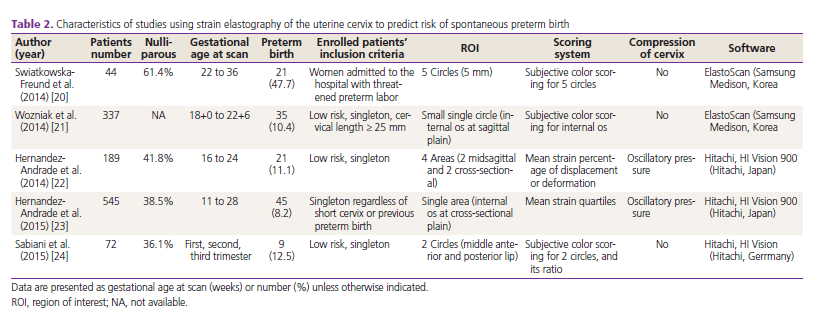 Table 2. Characteristics of studies using strain elastography of the uterine cervix to predict risk of spontaneous preterm birth
Author (year) Patients number Nulli-parous Gestational age at scan Preterm birth Enrolled patients' inclusion criteria ROI Scoring system Compression of cervix Software
Swiatkowska-Freund et al. (2014) [20] 44 61.4% 22 to 36 21 (47.7) Women admitted to the hospital with threat-ened preterm labor 5 Circles (5 mm) Subjective color scor-ing for 5 circles No ElastoScan (Samsung Medison, Korea
Wozniak et al. (2014) [21] 337 NA 18+0 to 22+6 35 (10.4) Low risk, singleton, cer-vical length ≥ 25 mm Small single circle (in-ternal os at sagittal plain) Subjective color scor-ing for internal os No ElastoScan (Samsung Medison, Korea
Hernandez-Andrade et al. (2014) [22] 189 41.8% 16 to 24 21 (11.1) Low risk, singleton 4 Areas (2 midsagittal and 2 cross-section-al) Mean strain percent-age of displacement or deformation Oscillatory pres-sure Hitachi, HI Vision 900 (Hitachi, Japan)
Hernandez-Andrade et al. (2015) [23] 545 38.5% 11 to 28 45 (8.2) Singleton regardless of short cervix or previous preterm birth Single area (internal os at cross-sectional plain) Mean strain quartiles Oscillatory pres-sure Hitachi, HI Vision 900 (Hitachi, Japan)
Sabiani et al. (2015) [24] 72 36.1% First, second, third trimester 9 (12.5) Low risk, singleton 2 Circles (middle ante-rior and posterior lip) Subjective color scor-ing for 2 circles, and its ratio No Hitachi, HI Vision (Hitachi, Gerrmany)
Data are presented as gestational age at scan (weeks) or number (%) unless otherwise indicated.
ROI, region of interest; NA, not available.